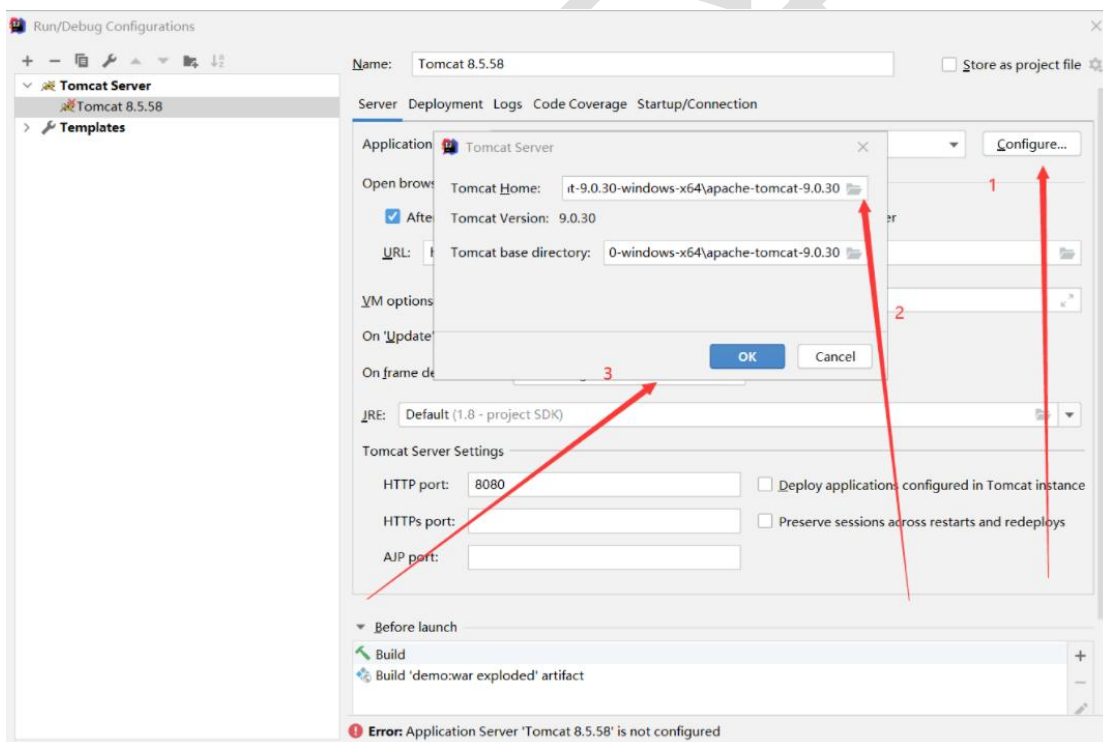 Run/Debug Configurations
Name: Tomcat 8.5.58
Store as project file
Tomcat Server
Tomcat 8.5.58
Templates
Server Deployment Logs Code Coverage Startup/Connection
Application
Configure...
Tomcat Server
Open brows
1
Tomcat Home: ıt-9.0.30-windows-x64\apache-tomcat-9.0.30
Afte
Tomcat Version: 9.0.30
er
URL:
Tomcat base directory: 0-windows-x64\apache-tomcat-9.0.30
VM options
2
On 'Update'
OK Cancel
On frame de
3
JRE: Default (1.8 - project SDK)
Tomcat Server Settings
HTTP port: 8080
Deploy applications configured in Tomcat instance
HTTPs port:
Preserve sessions across restarts and redeploys
AJP port:
Before launch
Build
Build 'demo:war exploded' artifact
Error: Application Server 'Tomcat 8.5.58' is not configured